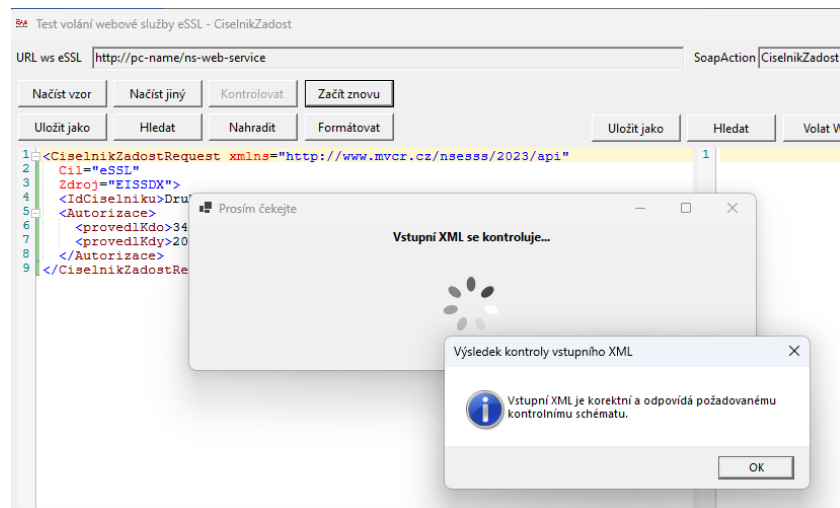 Test volání webové služby eSSL - CiselnikZadost
URL ws eSSL http://pc-name/ns-web-service SoapAction CiselnikZadost
Načíst vzor Načíst jiný Kontrolovat Začít znovu
Uložit jako Hledat Nahradit Formátovat Uložit jako Hledat Volat W
1 <CiselnikZadostRequest xmlns="http://www.mvcr.cz/nsesss/2023/api" 1
2 Cil="eSSL"
3 Zdroj="EISSDX">
4 <IdCiselniku>Dru
5 <Autorizace>
6 <provedlKdo>34
7 <provedlKdy>20
8 </Autorizace>
9 </CiselnikZadostRe
Prosím čekejte
Vstupní XML se kontroluje...
Výsledek kontroly vstupního XML
Vstupní XML je korektní a odpovídá požadovanému
kontrolnímu schématu.
OK